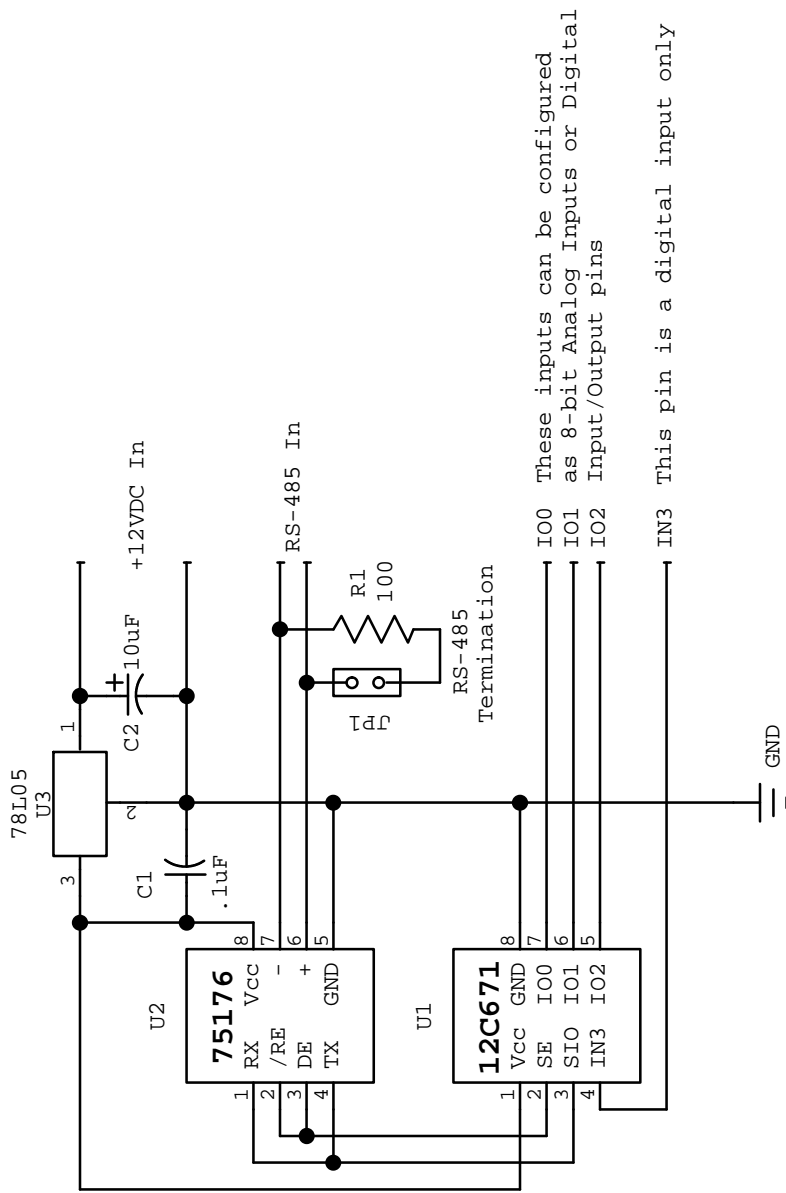 78L05
U3
1
2
3
+12VDC In
C2
+
10uF
C1
.1uF
RS-485 In
R1
100
JP1
RS-485
Termination
U2
75176
RX Vcc
/RE -
DE +
TX GND
1
2
3
4
8
7
6
5
U1
12C671
Vcc GND
SE IO0
SIO IO1
IN3 IO2
1
2
3
4
8
7
6
5
IO0 These inputs can be configured
IO1 as 8-bit Analog Inputs or Digital
IO2 Input/Output pins
IN3 This pin is a digital input only
GND